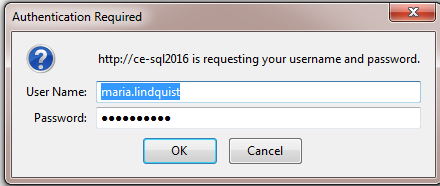 Authentication Required
http://ce-sql2016 is requesting your username and password.
User Name: maria.lindquist
Password: ●●●●●●●●●●
OK Cancel